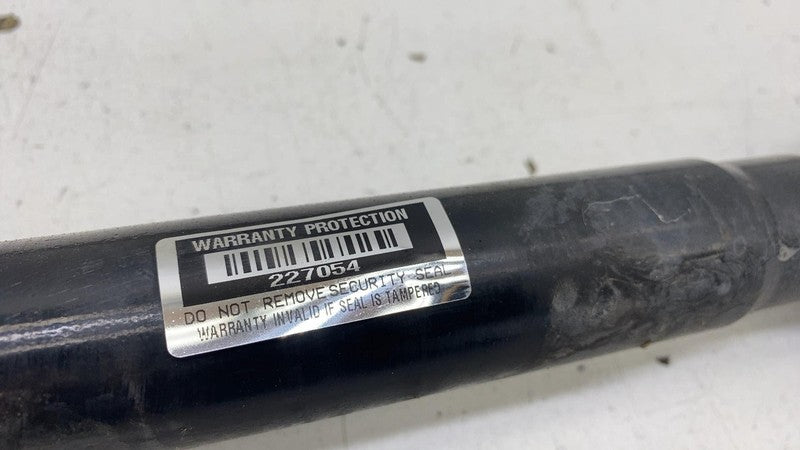 WARRANTY PROTECTION
227054
DO NOT REMOVE SECURITY SEAL
WARRANTY INVALID IF SEAL IS TAMPERED